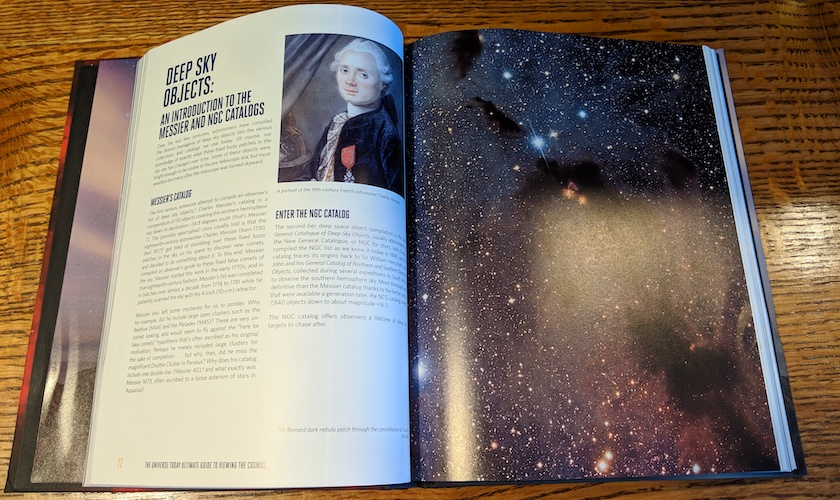 DEEP SKY
OBJECTS:
AN INTRODUCTION TO THE
MESSIER AND NGC CATALOGS
Over the last few centuries, astronomers have compiled
the diverse menagerie of deep sky objects into the various
collections and catalogs we use today. Of course, our
knowledge of exactly what these fixed fuzzy patches in the
sky are has changed over time. Some of these objects were
bright enough to be visible in the pre-telescopic era, but most
awaited discovery after the telescope was turned skyward.
MESSIER'S CATALOG
The first serious, extensive attempt to compile an observer's
list of deep sky objects, Charles Messier's catalog is a
compendium of 110 objects covering the northern hemisphere
sky down to declination -34.8 degrees south (that's Messier
7). The (possibly apocryphal) story usually told is that the
eighteenth-century astronomer Charles Messier (born 1730,
died 1817) got tired of stumbling over these fixed fuzzy
patches in the sky on his quest to discover new comets,
and decided to do something about it. To this end, Messier
compiled an observer's guide to these fixed false comets of
the sky. Messier started this work in the early 1770s, and in
true eighteenth-century fashion, Messier's list was completed
in batches over almost a decade from 1774 to 1781 while he
patiently scanned the sky with his 4-inch (10 cm) refractor.
Messier also left some mysteries for us to ponder: Why,
for example, did he include large open clusters such as the
Beehive (M44) and the Pleiades (M45)? These are very un-
comet looking, and would seem to fly against the "here be
fake comets" hypothesis that's often ascribed as his original
motivation. Perhaps he merely included large clusters for
the sake of completion . . . but why, then, did he miss the
magnificent Double Cluster in Perseus? Why does his catalog
include one double star (Messier 40), and what exactly was
Messier M73, often ascribed to a loose asterism of stars in
Aquarius?
A portrait of the 18th-century French astronomer Charles Messier.
ENTER THE NGC CATALOG
The second-tier deep space object compilation is the
General Catalogue of Deep-Sky Objects, usually
the New General Catalogue, or NGC for short.
compiled the NGC list as we know it today in 1888
catalog traces its origins back to Sir William
John and his General Catalog of Northern and Southern
Objects, collected during several expeditions to
to observe the southern hemisphere sky. More
definitive than the Messier catalog thanks to the
that were available a generation later, the NGC catalog
7,840 objects down to about magnitude +16.5.
The NGC catalog offers observers a lifetime of
targets to chase after.
The Barnard dark nebula patch through the constellation of
72
THE UNIVERSE TODAY ULTIMATE GUIDE TO VIEWING THE COSMOS